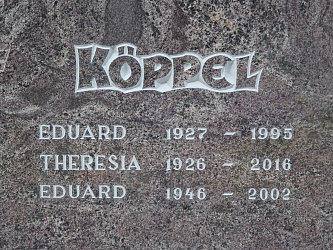 KÖPPEL
EDUARD 1927 – 1995
THERESIA 1926 – 2016
EDUARD 1946 – 2002